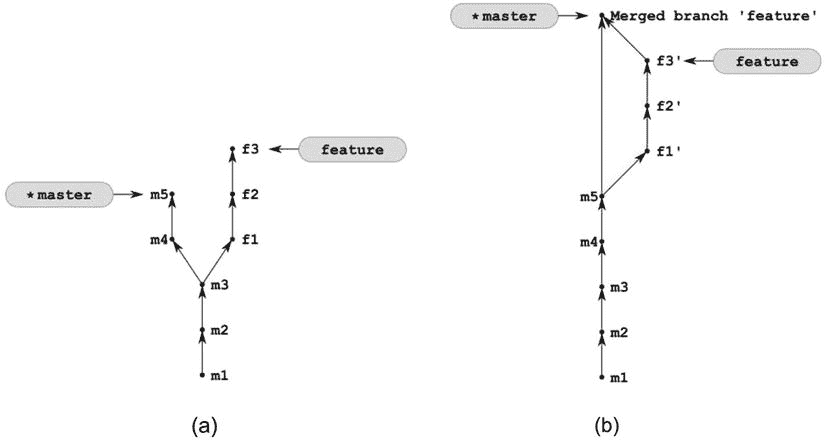 * master
Merged branch 'feature'
f3'
feature
f2'
f3
feature
f1'
* master
m5
f2
m5
m4
f1
m4
m3
m3
m2
m2
m1
m1
(a)
(b)